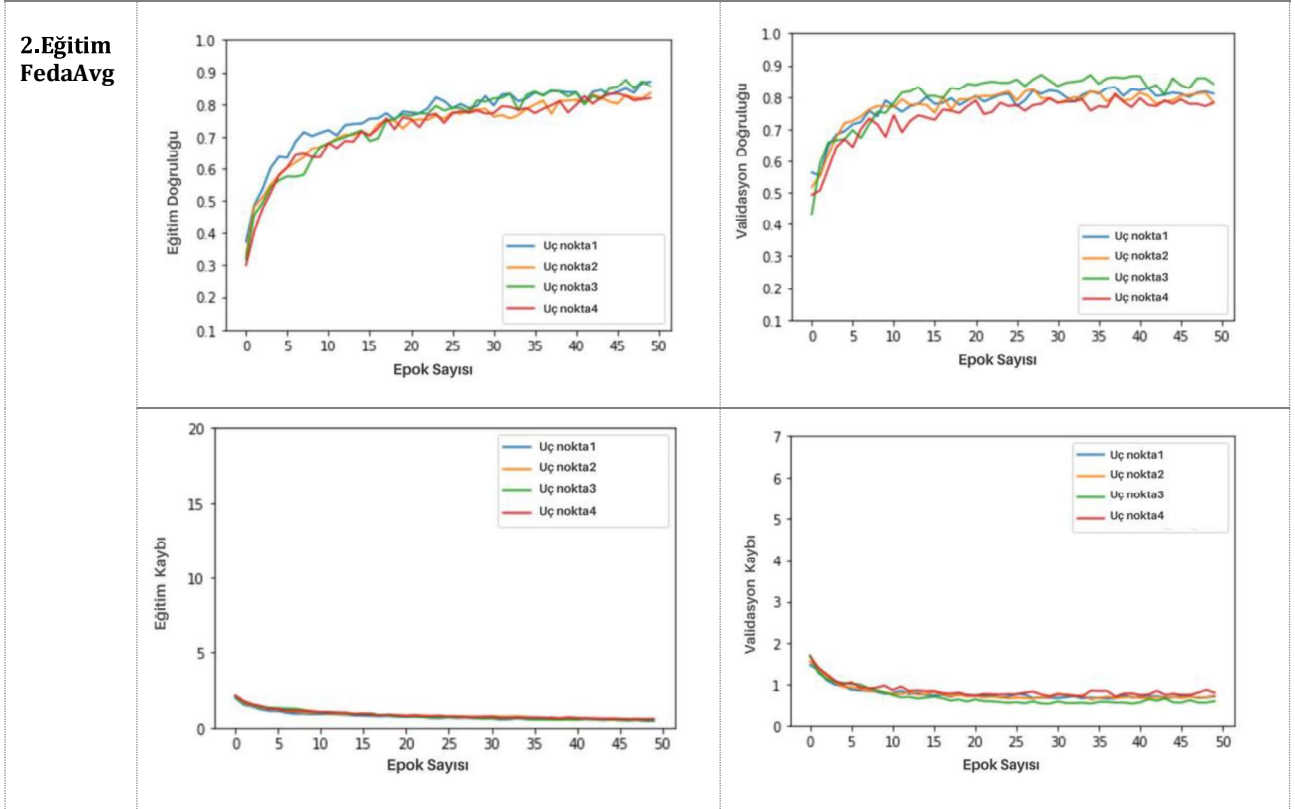 2.Eğitim
FedaAvg
1.0
0.9
0.8
0.7
0.6
0.5
0.4
0.3
0.2
0.1
Eğitim Doğruluğu
Uç nokta1
Uç nokta2
Uç nokta3
Uç nokta4
0 5 10 15 20 25 30 35 40 45 50
Epok Sayısı
1.0
0.9
0.8
0.7
0.6
0.5
0.4
0.3
0.2
0.1
Validasyon Doğruluğu
Uç nokta1
Uç nokta2
Uç nokta3
Uç nokta4
0 5 10 15 20 25 30 35 40 45 50
Epok Sayısı
20
15
10
5
0
Eğitim Kaybı
Uç nokta1
Uç nokta2
Uç nokta3
Uç nokta4
0 5 10 15 20 25 30 35 40 45 50
Epok Sayısı
7
6
5
4
3
2
1
0
Validasyon Kaybı
Uç nokta1
Uç nokta2
Uç nokta3
Uç nokta4
0 5 10 15 20 25 30 35 40 45 50
Epok Sayısı